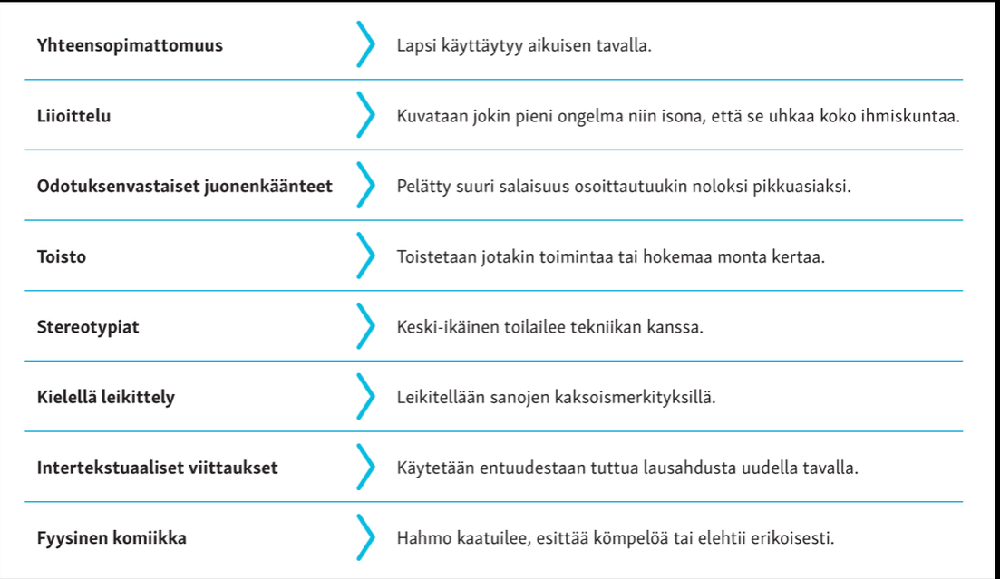 Yhteensopimattomuus
Lapsi käyttäytyy aikuisen tavalla.
Liioittelu
Kuvataan jokin pieni ongelma niin isona, että se uhkaa koko ihmiskuntaa.
Odotuksenvastaiset juonenkäänteet
Pelätty suuri salaisuus osoittautuukin noloksi pikkuasiaksi.
Toisto
Toistetaan jotakin toimintaa tai hokemaa monta kertaa.
Stereotypiat
Keski-ikäinen toilailee tekniikan kanssa.
Kielellä leikittely
Leikitellään sanojen kaksoismerkityksillä.
Intertekstuaaliset viittaukset
Käytetään entuudestaan tuttua lausahdusta uudella tavalla.
Fyysinen komiikka
Hahmo kaatuilee, esittää kömpelöä tai elehtii erikoisesti.